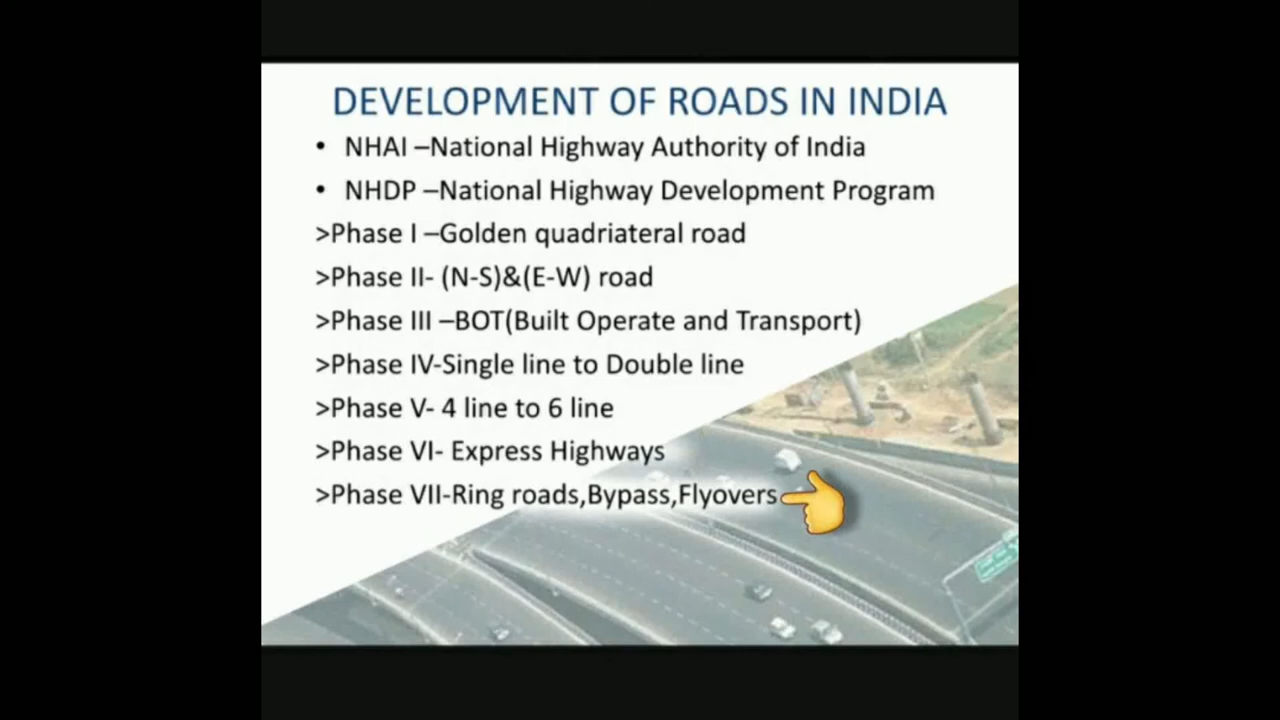 DEVELOPMENT OF ROADS IN INDIA
• NHAI –National Highway Authority of India
• NHDP –National Highway Development Program
>Phase I –Golden quadriateral road
>Phase II- (N-S)&(E-W) road
>Phase III –BOT(Built Operate and Transport)
>Phase IV-Single line to Double line
>Phase V- 4 line to 6 line
>Phase VI- Express Highways
>Phase VII-Ring roads,Bypass,Flyovers